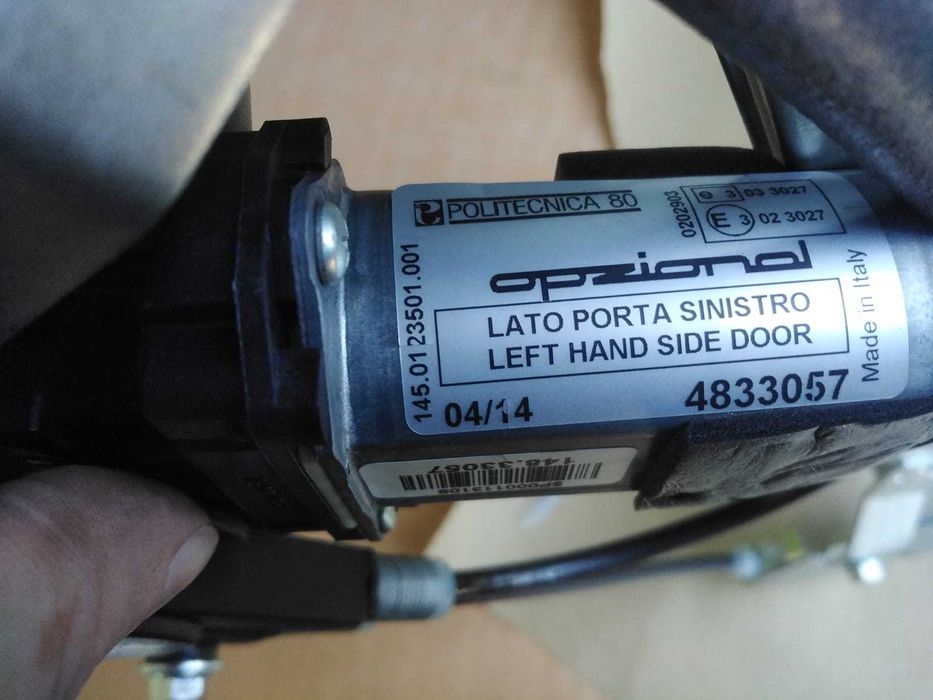 POLITECNICA 80
0202903
e 3 03 3027
E 3 02 3027
opzional
LATO PORTA SINISTRO
LEFT HAND SIDE DOOR
Made in Italy
145.01 23501.001
04/14
4833057
146.33057